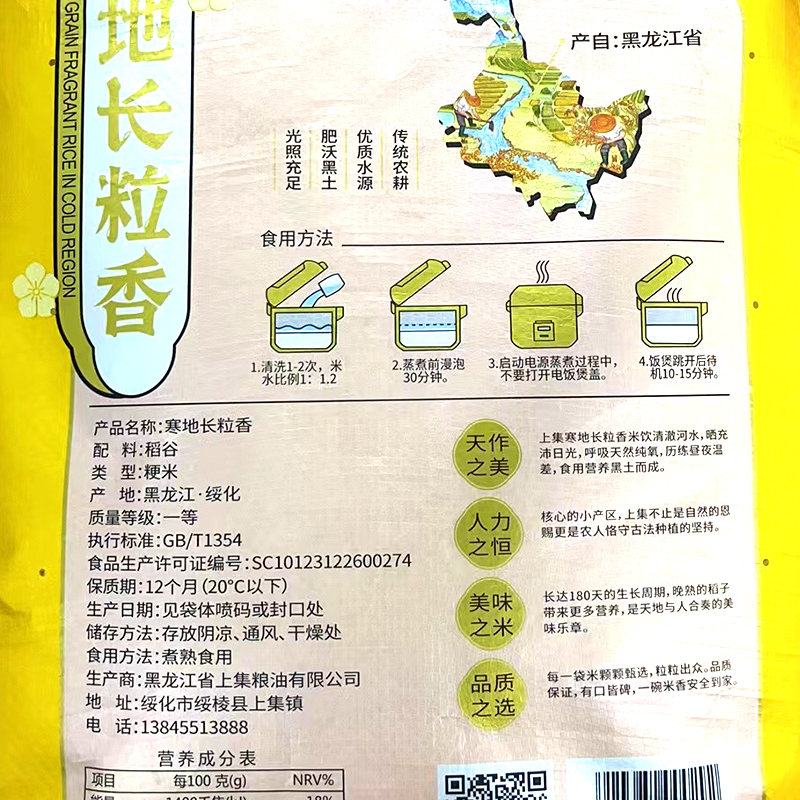 地长粒香
GRAIN FRAGRANT RICE IN COLD REGION
产自:黑龙江省
传统农耕
优质水源
肥沃黑土
光照充足
食用方法
1.清洗1-2次，米
水比例1：1.2
2.蒸煮前漫泡
30分钟。
3.启动电源蒸煮过程中，
不要打开电饭煲盖。
4.饭煲跳开后待
机10-15分钟。
产品名称:寒地长粒香
配 料:稻谷
类 型:粳米
产 地:黑龙江·绥化
质量等级:一等
执行标准:GB/T1354
食品生产许可证编号:SC10123122600274
保质期:12个月(20°C以下)
生产日期:见袋体喷码或封口处
储存方法:存放阴凉、通风、干燥处
食用方法:煮熟食用
生产商:黑龙江省上集粮油有限公司
地 址:绥化市绥棱县上集镇
电 话:13845513888
天作
之美
上集寒地长粒香米饮清澈河水,晒充
沛日光,呼吸天然纯氧,历练昼夜温
差,食用营养黑土而成。
人力
之恒
核心的小产区,上集不止是自然的恩
赐更是农人恪守古法种植的坚持。
美味
之米
长达180天的生长周期,晚熟的稻子
带来更多营养,是天地与人合奏的美
味乐章。
品质
之选
每一袋米颗颗甄选,粒粒出众。品质
保证,有口皆碑,一碗米香安全到家。
营养成分表
项目 每100克(g) NRV%